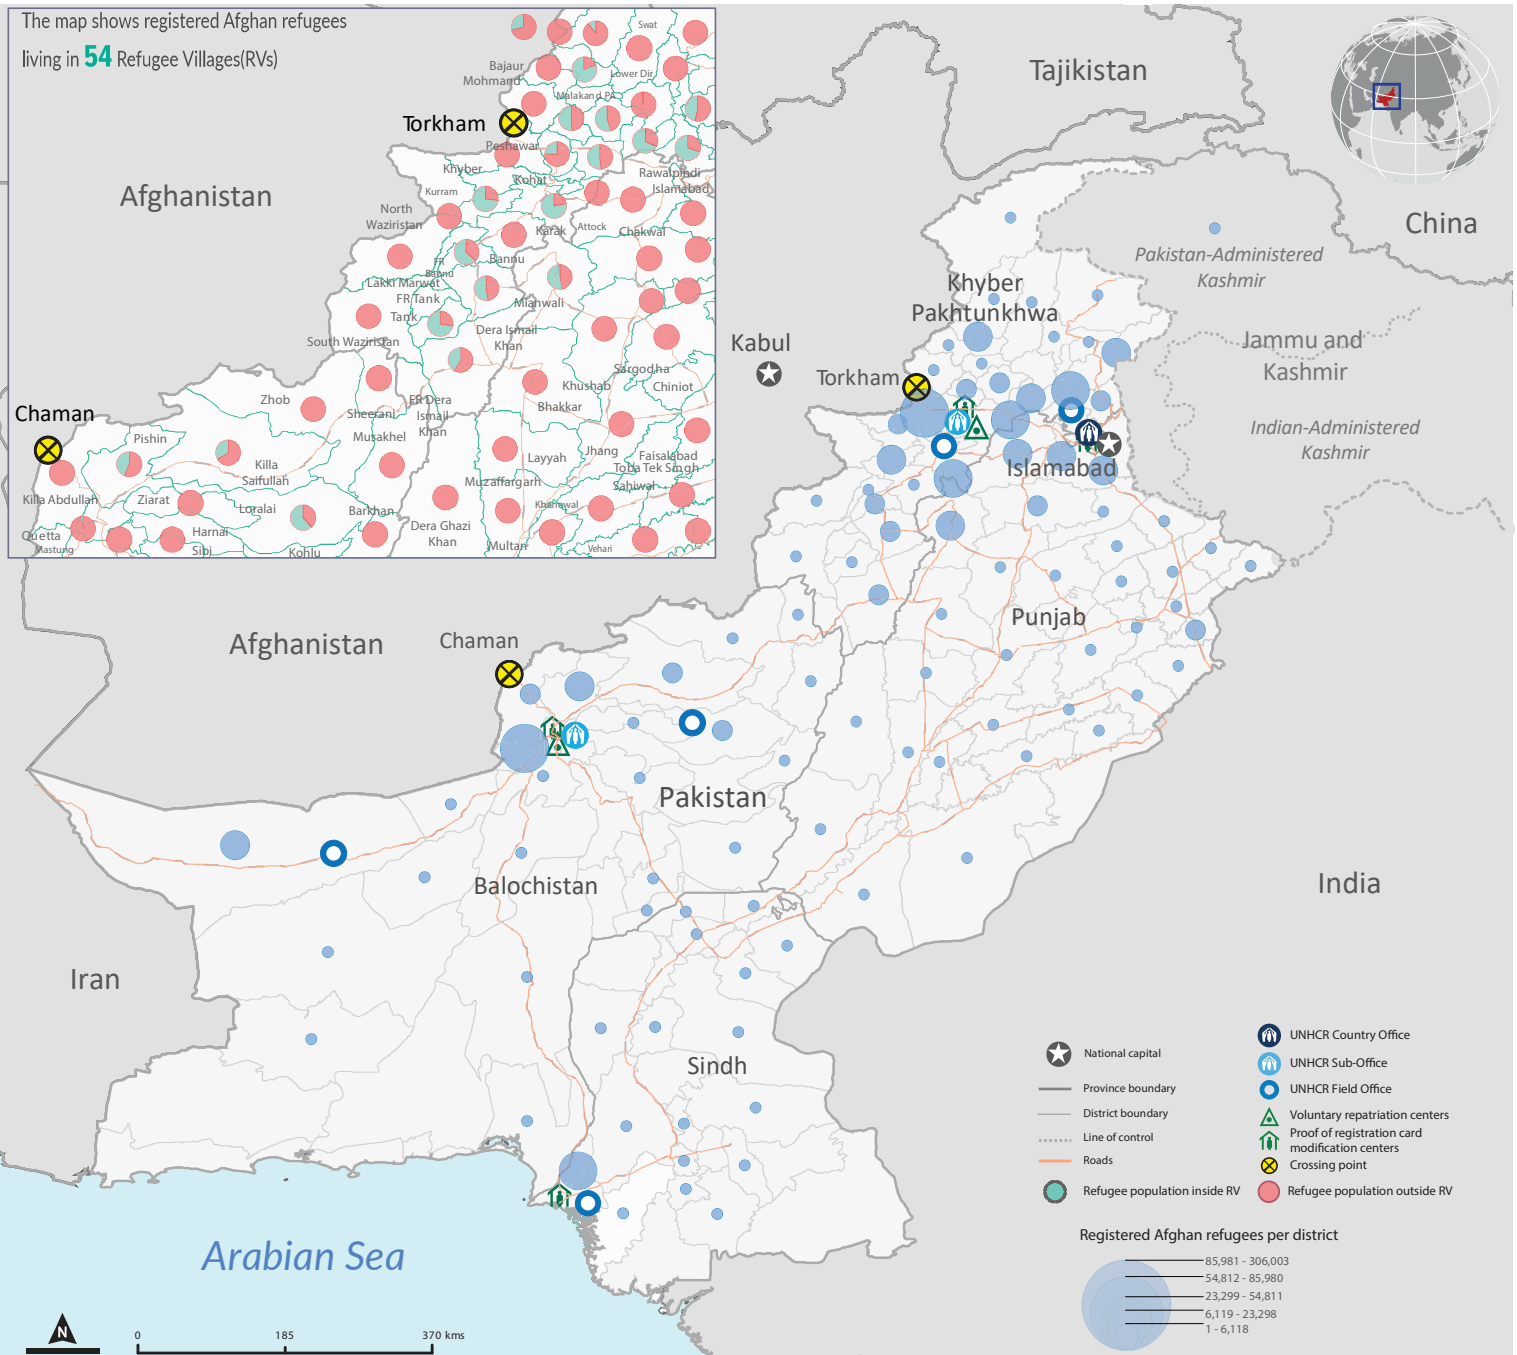 The map shows registered Afghan refugees
living in 54 Refugee Villages(RVs)
Swat
Bajaur
Mohmand
Lower Dir
Malakand PA
Torkham
Peshawar
Khyber
Kohat
Rawalpindi
Islamabad
Kurram
Afghanistan
North
Waziristan
Karak
Attock
Chakwal
FR
Bannu
Bannu
Lakki Marwat
FR Tank
Mianwali
Tank
Dera Ismail
Khan
South Waziristan
Sargodha
Khushab
Chiniot
Zhob
Sheerani
FR Dera
Ismail
Khan
Bhakkar
Chaman
Pishin
Musakhel
Killa
Saifullah
Layyah
Jhang
Faisalabad
Toba Tek Singh
Killa Abdullah
Ziarat
Loralai
Barkhan
Muzaffargarh
Khanewal
Sahiwal
Quetta
Mastung
Harnai
Sibi
Kohlu
Dera Ghazi
Khan
Multan
Vehari
Tajikistan
China
Pakistan-Administered
Kashmir
Khyber
Pakhtunkhwa
Kabul
Jammu and
Kashmir
Torkham
Indian-Administered
Kashmir
Islamabad
Punjab
Afghanistan
Chaman
Pakistan
Balochistan
India
Iran
Sindh
Arabian Sea
National capital
Province boundary
District boundary
Line of control
Roads
Refugee population inside RV
UNHCR Country Office
UNHCR Sub-Office
UNHCR Field Office
Voluntary repatriation centers
Proof of registration card
modification centers
Crossing point
Refugee population outside RV
Registered Afghan refugees per district
85,981 - 306,003
54,812 - 85,980
23,299 - 54,811
6,119 - 23,298
1 - 6,118
N
0 185 370 kms